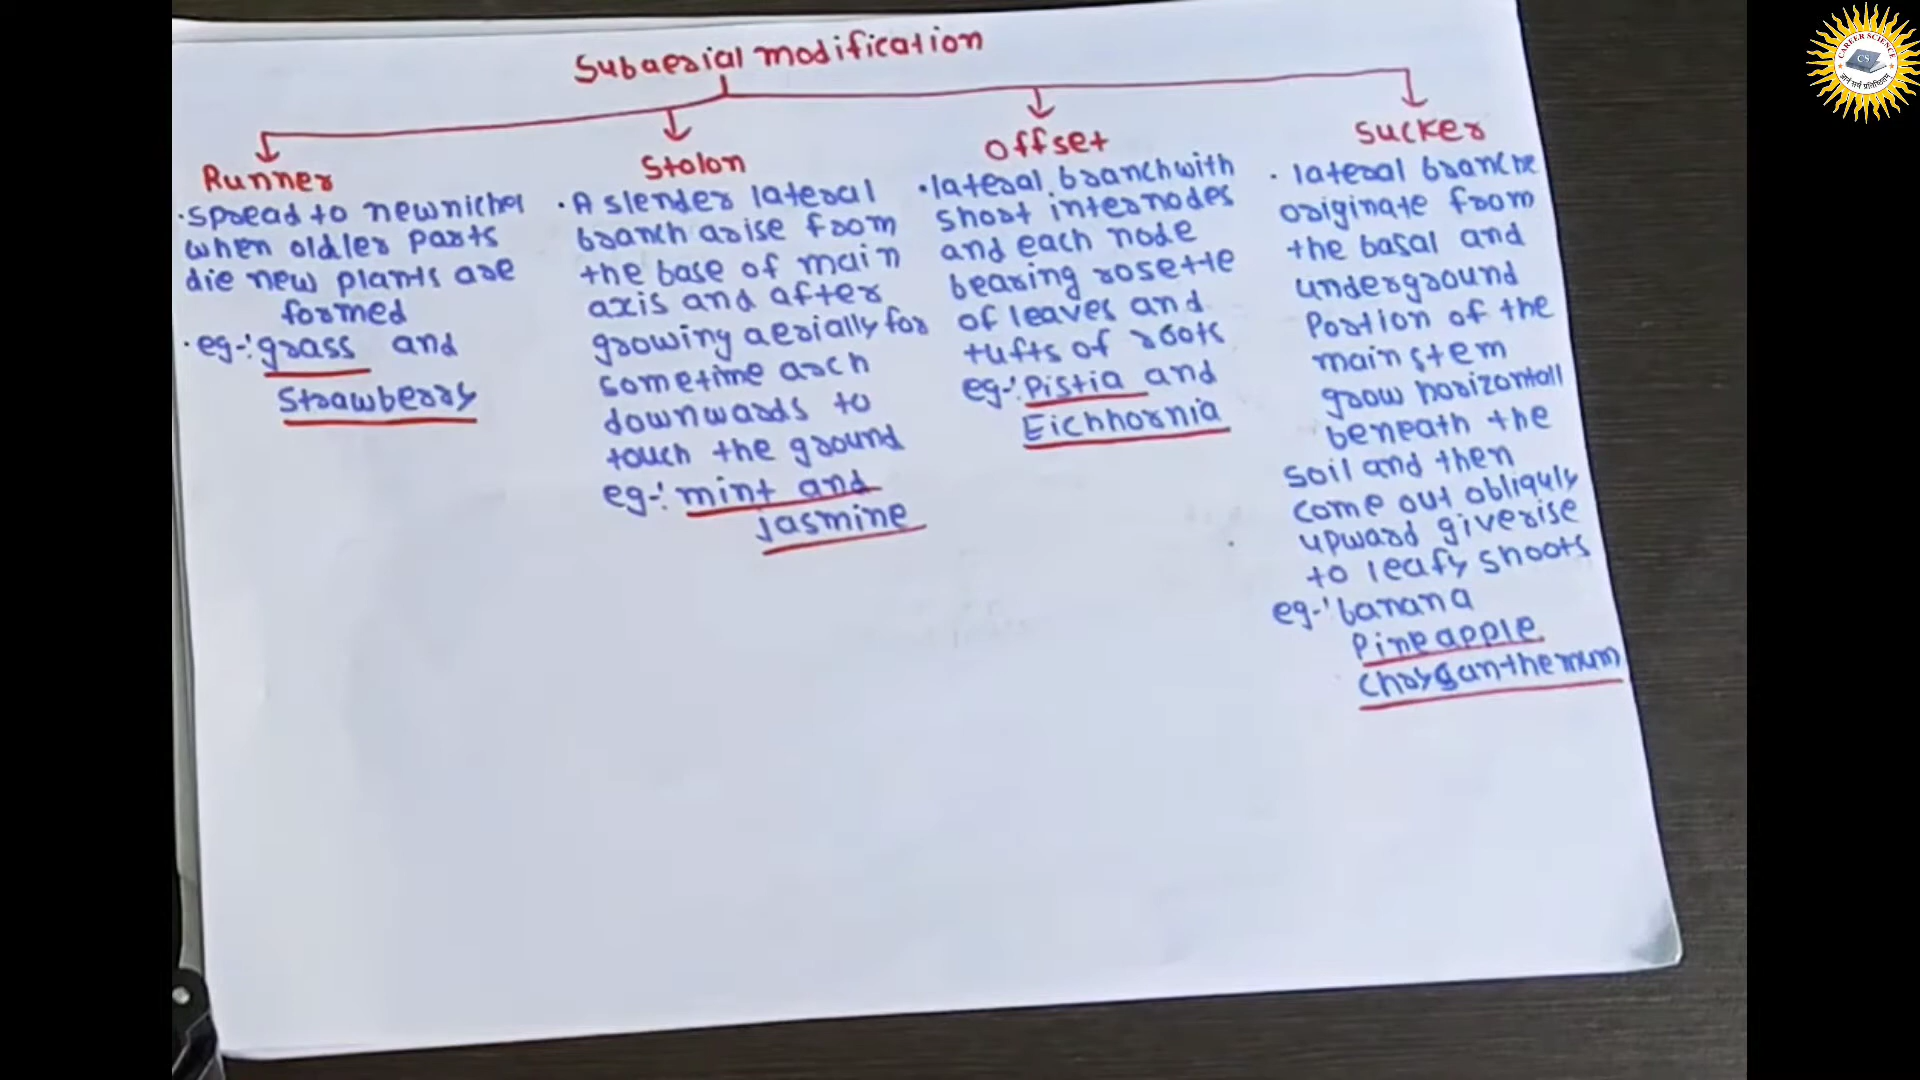 Subaerial modification
Runner
• Spread to new niches
when oldler parts
die new plants are
formed
• eg-: grass and
Strawberry
Stolon
• A slender lateral
branch arise from
the base of main
axis and after
growing aerially for
sometime arch
downwards to
touch the ground
eg-: mint and
jasmine
Offset
• lateral branch with
short internodes
and each node
bearing rosette
of leaves and
tufts of roots
eg-: Pistia and
Eichhornia
Sucker
• lateral branche
originate from
the basal and
underground
Portion of the
main stem
grow horizontall
beneath the
soil and then
come out obliquly
upward giverise
to leafy shoots
eg-: banana
Pineapple
CAREER SCIENCE
CS